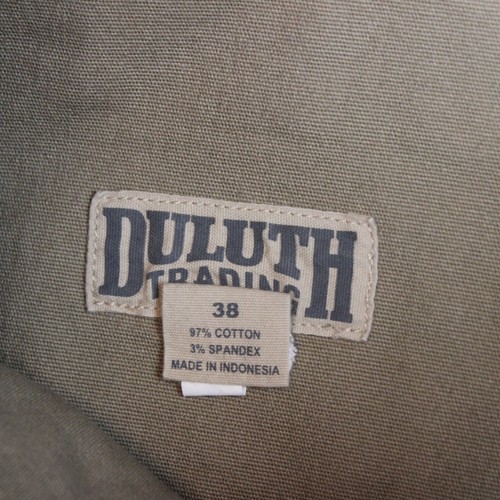 DULUTH
TRADING
38
97% COTTON
3% SPANDEX
MADE IN INDONESIA